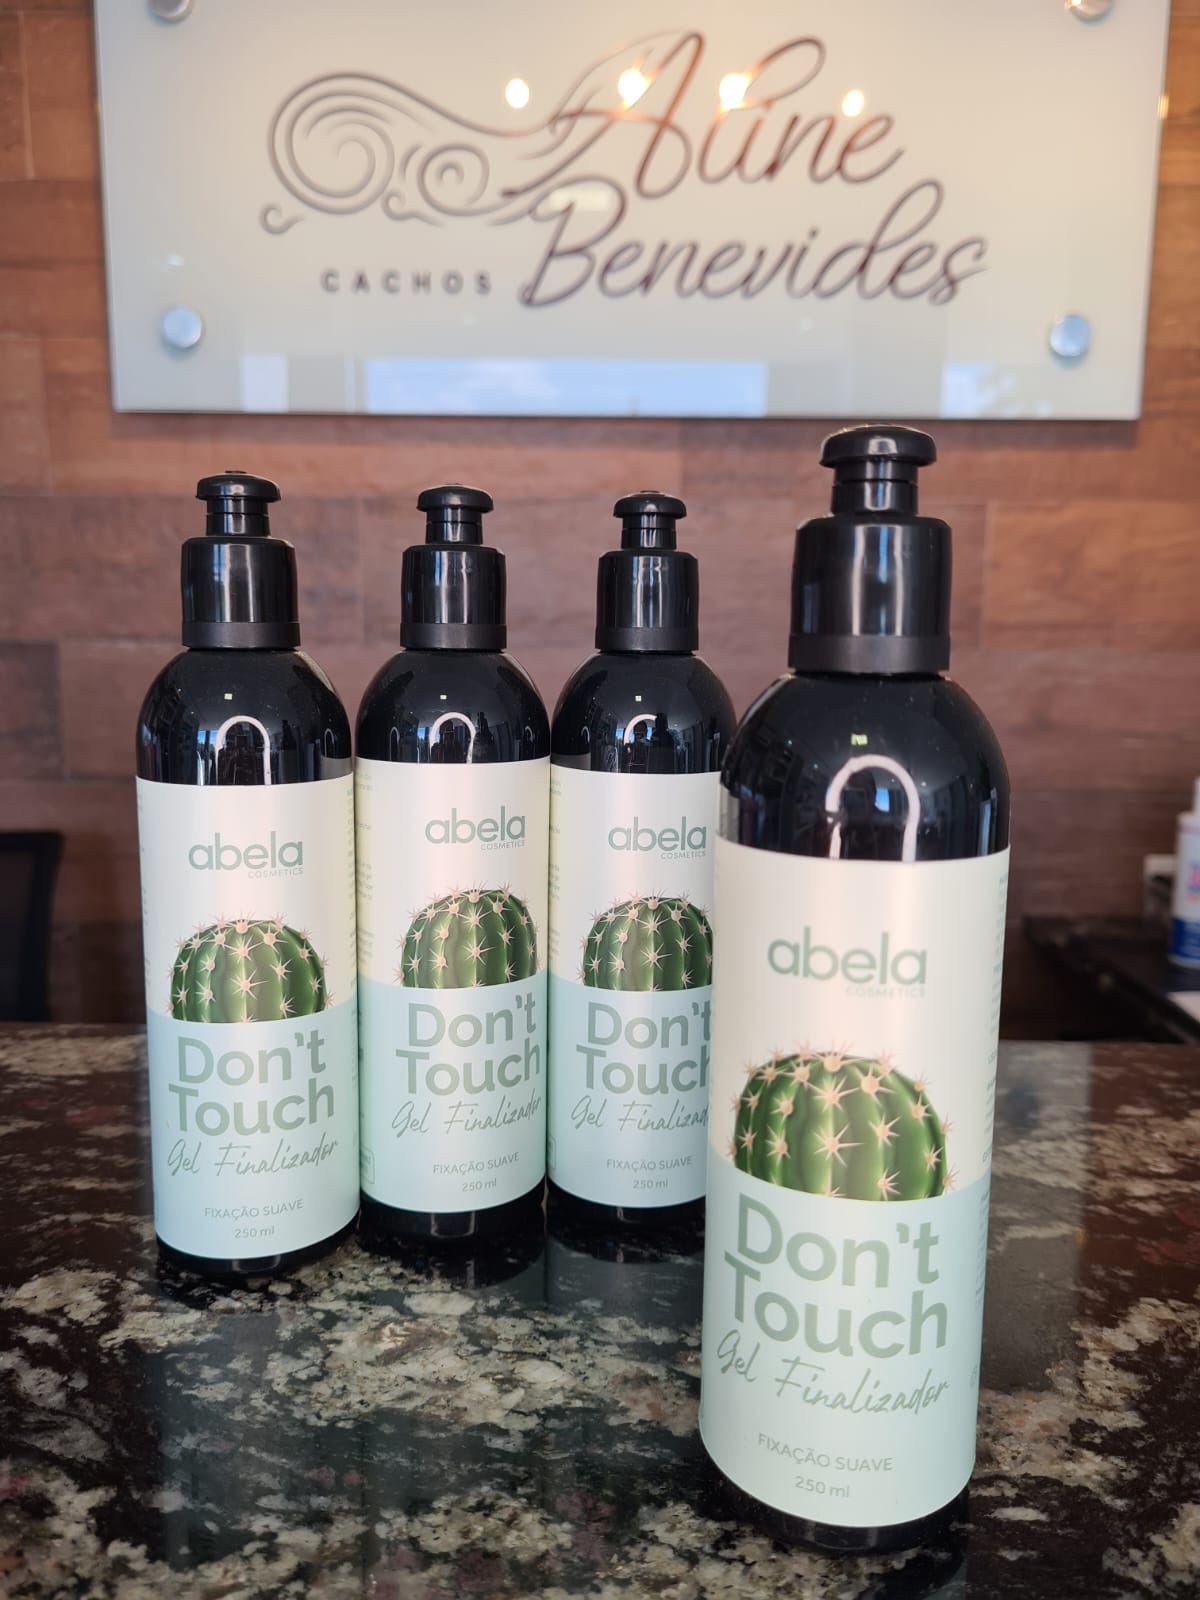 Aline
Benevides
CACHOS
abela
COSMETICS
Don't
Touch
Gel Finalizador
FIXAÇÃO SUAVE
250 ml
abela
COSMETICS
Don't
Touch
Gel Finalizador
FIXAÇÃO SUAVE
250 ml
abela
COSMETICS
Don't
Touch
Gel Finalizador
FIXAÇÃO SUAVE
250 ml
abela
COSMETICS
Don't
Touch
Gel Finalizador
FIXAÇÃO SUAVE
250 ml